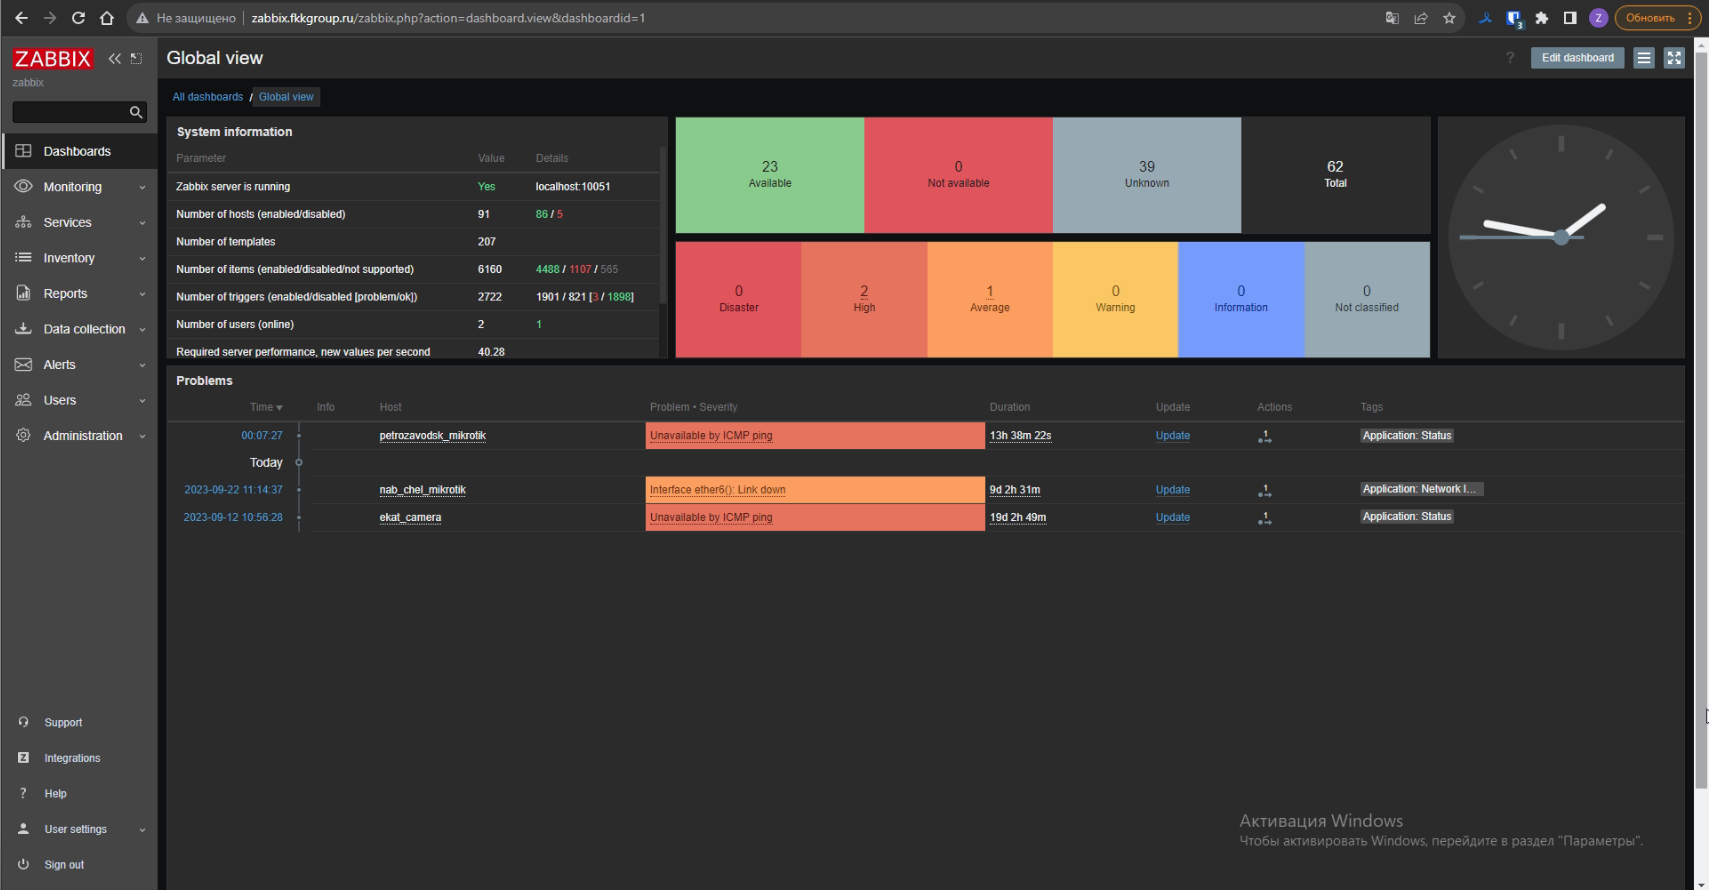 Не защищено
zabbix.fkkgroup.ru/zabbix.php?action=dashboard.view&dashboardid=1
3
Z
Обновить
ZABBIX
zabbix
Global view
?
Edit dashboard
All dashboards / Global view
Dashboards
Monitoring
Services
Inventory
Reports
Data collection
Alerts
Users
Administration
Support
Integrations
Help
User settings
Sign out
System information
Parameter Value Details
Zabbix server is running Yes localhost:10051
Number of hosts (enabled/disabled) 91 86 / 5
Number of templates 207
Number of items (enabled/disabled/not supported) 6160 4488 / 1107 / 565
Number of triggers (enabled/disabled [problem/ok]) 2722 1901 / 821 [3 / 1898]
Number of users (online) 2 1
Required server performance, new values per second 40.28
23 0 39 62
Available Not available Unknown Total
0 2 1 0 0 0
Disaster High Average Warning Information Not classified
Problems
Time Info Host Problem • Severity Duration Update Actions Tags
00:07:27 petrozavodsk_mikrotik Unavailable by ICMP ping 13h 38m 22s Update 1 Application: Status
Today
2023-09-22 11:14:37 nab_chel_mikrotik Interface ether6(): Link down 9d 2h 31m Update 1 Application: Network I...
2023-09-12 10:56:28 ekat_camera Unavailable by ICMP ping 19d 2h 49m Update 1 Application: Status
Активация Windows
Чтобы активировать Windows, перейдите в раздел "Параметры".